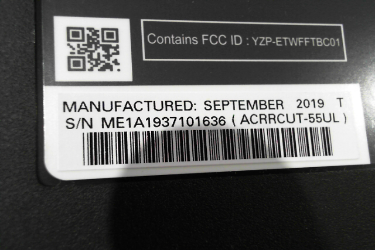 Contains FCC ID : YZP-ETWFFTBC01
MANUFACTURED: SEPTEMBER 2019 T
S/N ME1A1937101636 ( ACRRCUT-55UL )